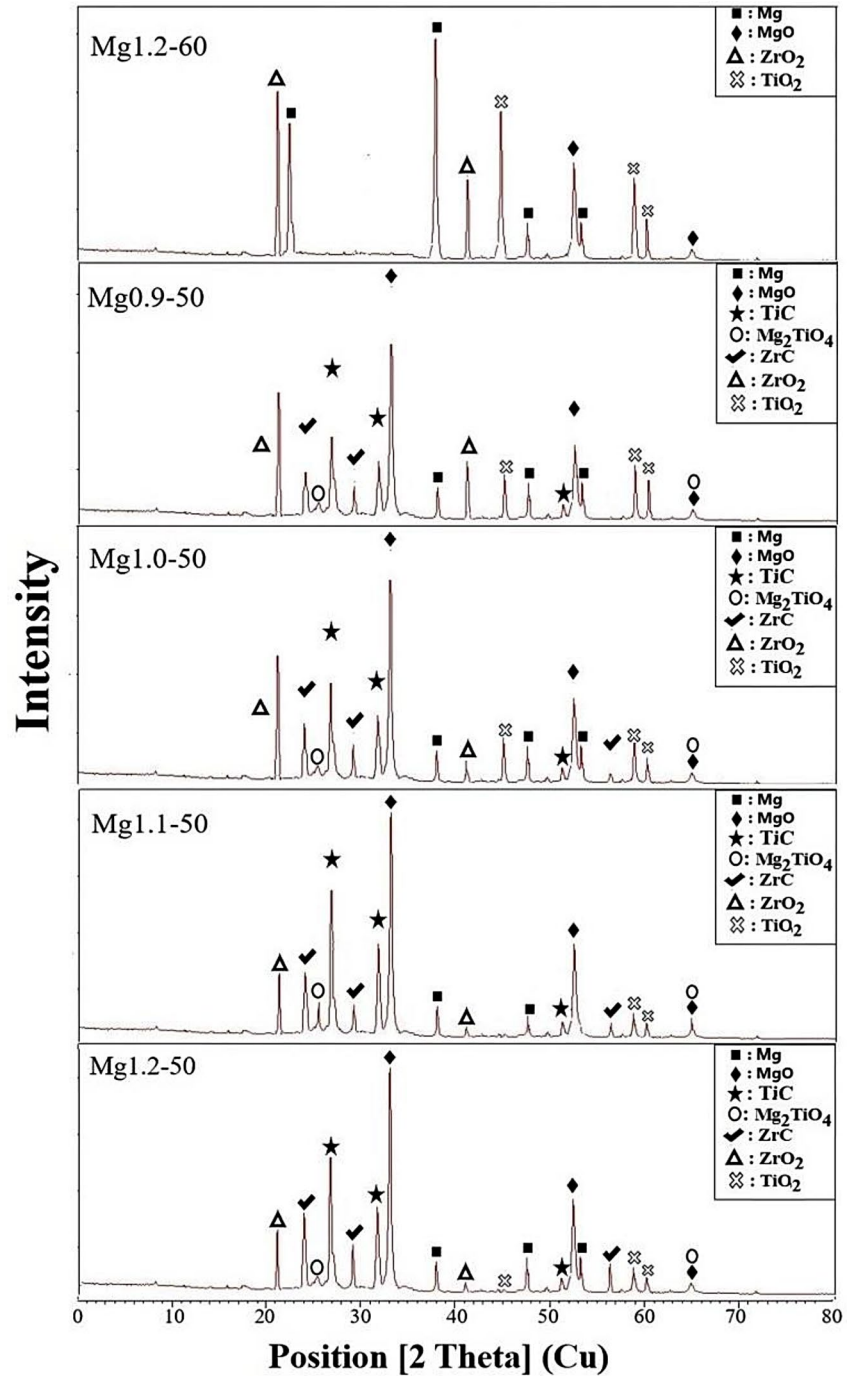 Mg1.2-60
■ : Mg
◆ : MgO
△ : ZrO₂
☓ : TiO₂
Mg0.9-50
■ : Mg
◆ : MgO
★ : TiC
O: Mg₂TiO₄
✔ : ZrC
△ : ZrO₂
☓ : TiO₂
Mg1.0-50
■ : Mg
◆ : MgO
★ : TiC
O: Mg₂TiO₄
✔ : ZrC
△ : ZrO₂
☓ : TiO₂
Mg1.1-50
■ : Mg
◆ : MgO
★ : TiC
O: Mg₂TiO₄
✔ : ZrC
△ : ZrO₂
☓ : TiO₂
Mg1.2-50
■ : Mg
◆ : MgO
★ : TiC
O: Mg₂TiO₄
✔ : ZrC
△ : ZrO₂
☓ : TiO₂
Intensity
0 10 20 30 40 50 60 70 80
Position [2 Theta] (Cu)